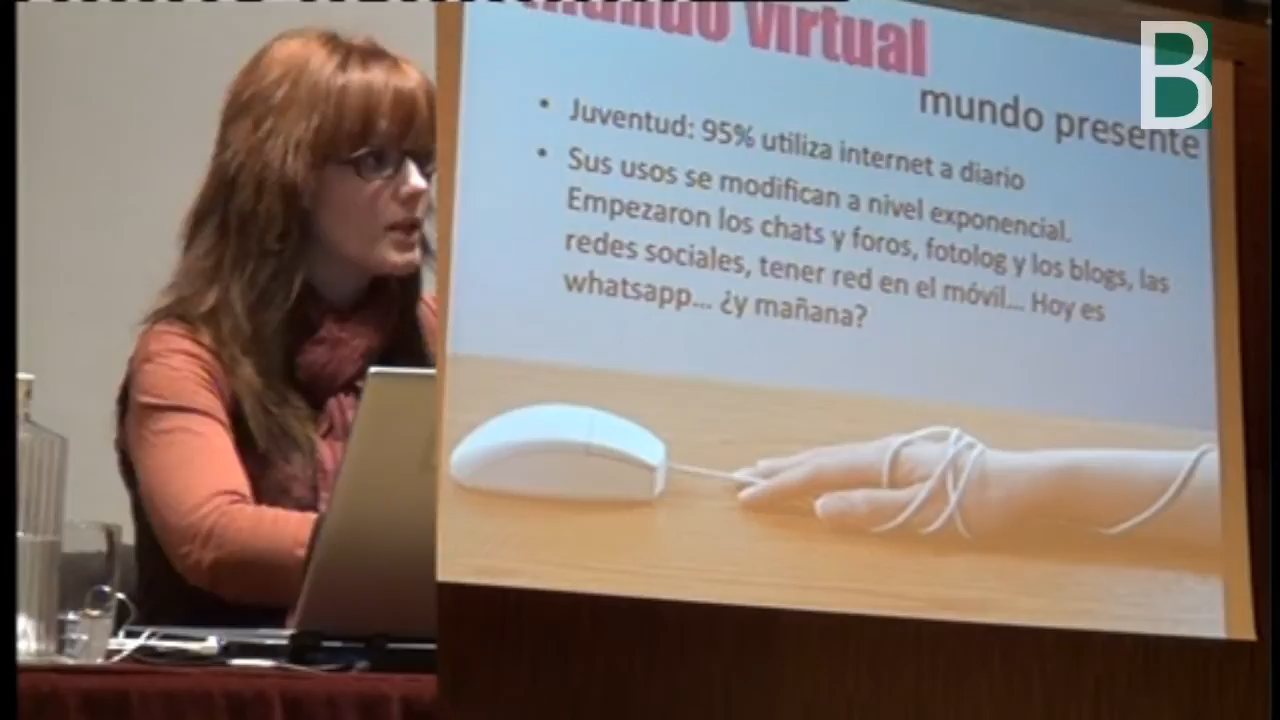 mundo virtual
mundo presente
• Juventud: 95% utiliza internet a diario
• Sus usos se modifican a nivel exponencial.
Empezaron los chats y foros, fotolog y los blogs, las
redes sociales, tener red en el móvil... Hoy es
whatsapp... ¿y mañana?
B